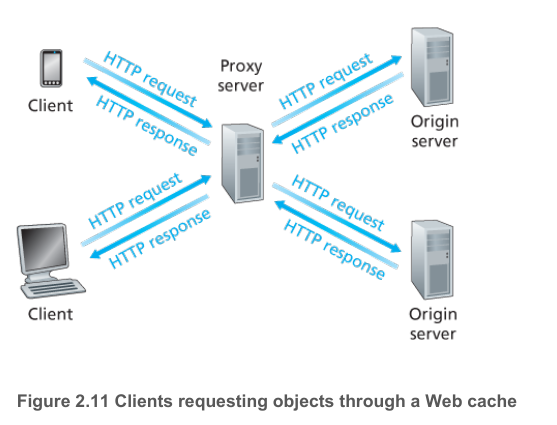 HTTP request
HTTP response
Client
Proxy
server
HTTP request
HTTP response
Origin
server
HTTP request
HTTP response
Client
HTTP request
HTTP response
Origin
server
Figure 2.11 Clients requesting objects through a Web cache